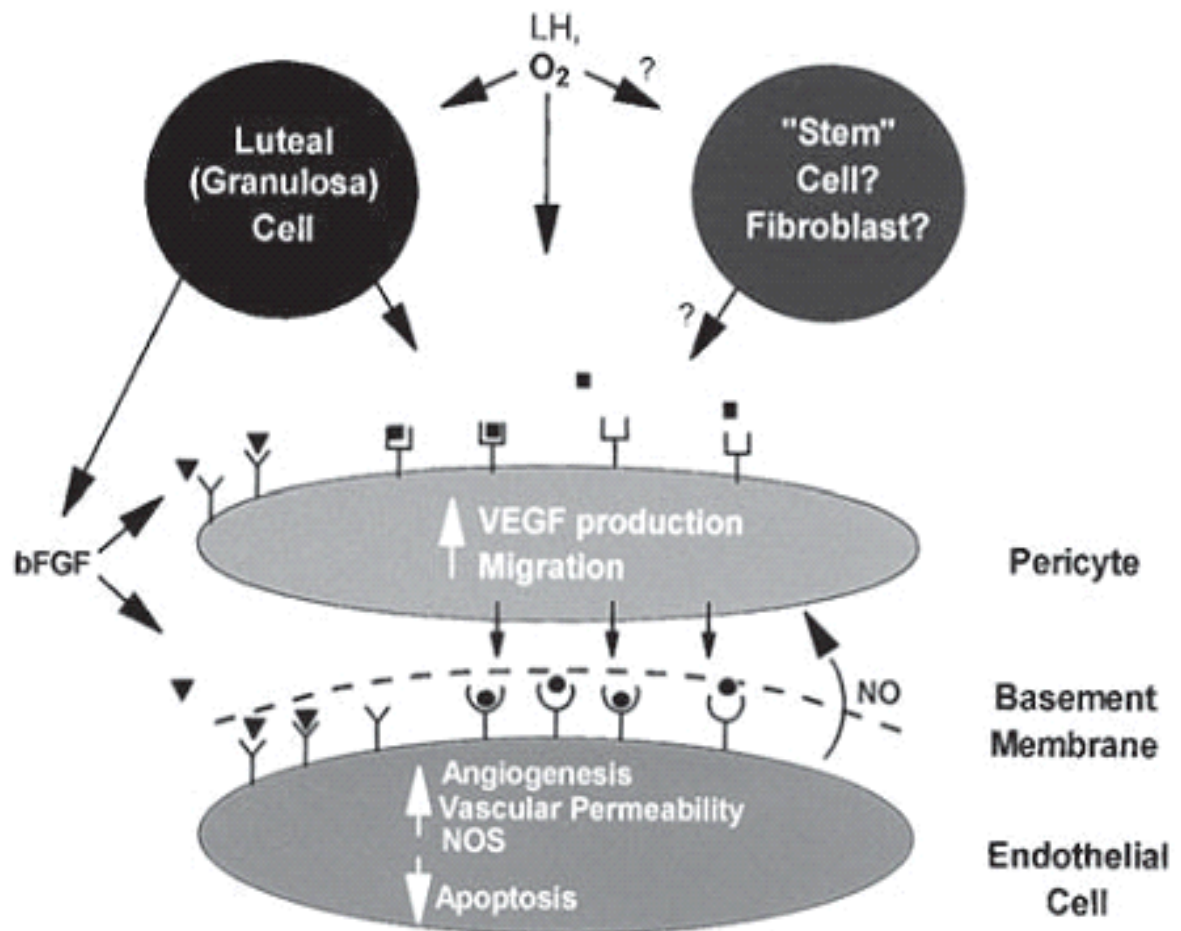 LH,
O₂
?
Luteal
(Granulosa)
Cell
"Stem"
Cell?
Fibroblast?
?
VEGF production
Migration
bFGF
Pericyte
NO
Basement
Membrane
Angiogenesis
Vascular Permeability
NOS
Apoptosis
Endothelial
Cell